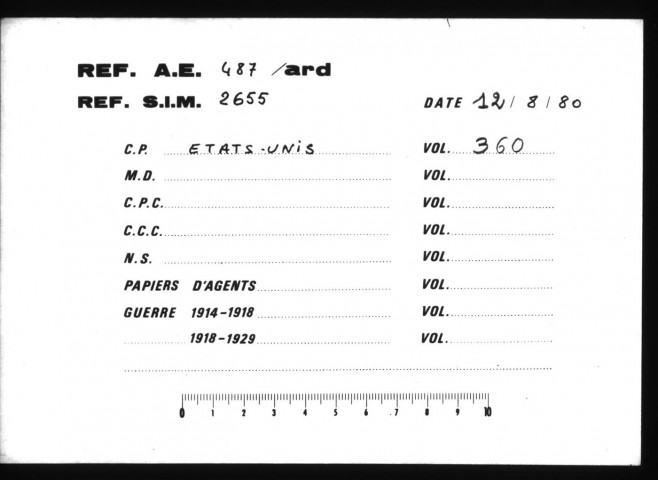 REF. A.E. 487 /ard
REF. S.I.M. 2655 DATE 12 / 8 / 80
C.P. ETATS-UNIS VOL. 360
M.D. VOL.
C.P.C. VOL.
C.C.C. VOL.
N.S. VOL.
PAPIERS D'AGENTS VOL.
GUERRE 1914-1918 VOL.
1918-1929 VOL.
0 1 2 3 4 5 6 7 8 9 10